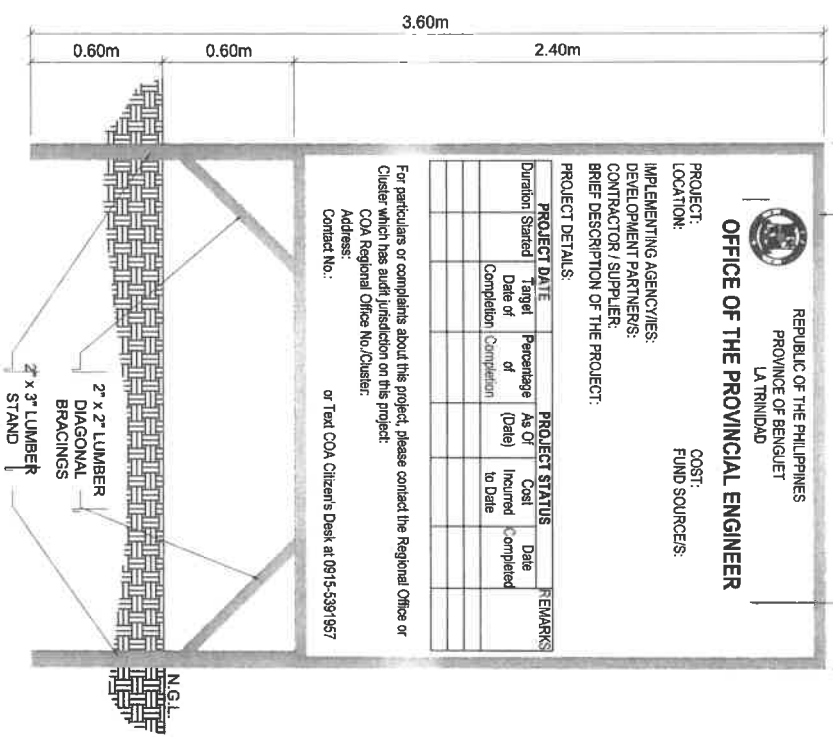 3.60m
0.60m
0.60m
2.40m
REPUBLIC OF THE PHILIPPINES
PROVINCE OF BENGUET
LA TRINIDAD
OFFICE OF THE PROVINCIAL ENGINEER
PROJECT:
LOCATION:
COST:
FUND SOURCE/S:
IMPLEMENTING AGENCY/IES:
DEVELOPMENT PARTNER/S:
CONTRACTOR / SUPPLIER:
BRIEF DESCRIPTION OF THE PROJECT:
PROJECT DETAILS:
PROJECT DATE
PROJECT STATUS
REMARKS
Duration
Started
Target
Date of
Completion
Percentage
of
Completion
As Of
(Date)
Cost
Incurred
to Date
Date
Completed
For particulars or complaints about this project, please contact the Regional Office or
Cluster which has audit jurisdiction on this project:
COA Regional Office No./Cluster:
Address:
Contact No.: or Text COA Citizen's Desk at 0915-5391957
N.G.L.
2" x 2" LUMBER
DIAGONAL
BRACINGS
2" x 3" LUMBER
STAND